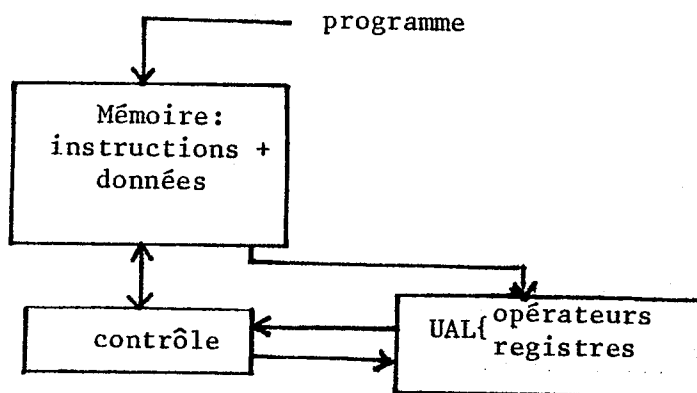 programme
Mémoire:
instructions +
données
contrôle
UAL{opérateurs
registres